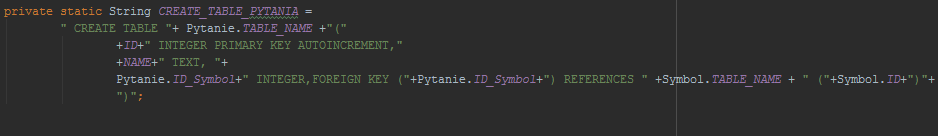 private static String CREATE_TABLE_PYTANIA =
" CREATE TABLE "+ Pytanie.TABLE_NAME +"("
+ID+" INTEGER PRIMARY KEY AUTOINCREMENT,"
+NAME+" TEXT, "+
Pytanie.ID_Symbol+" INTEGER,FOREIGN KEY ("+Pytanie.ID_Symbol+") REFERENCES " +Symbol.TABLE_NAME + " ("+Symbol.ID+")"+
")";